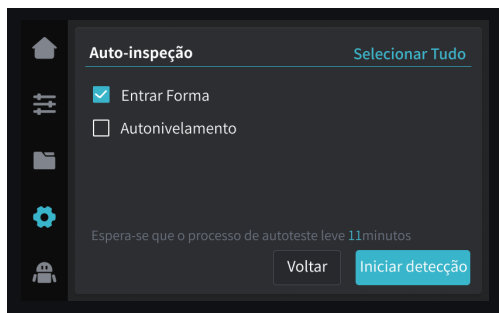 Auto-inspeção
Selecionar Tudo
Entrar Forma
Autonivelamento
Espera-se que o processo de autoteste leve 11minutos
Voltar
Iniciar detecção